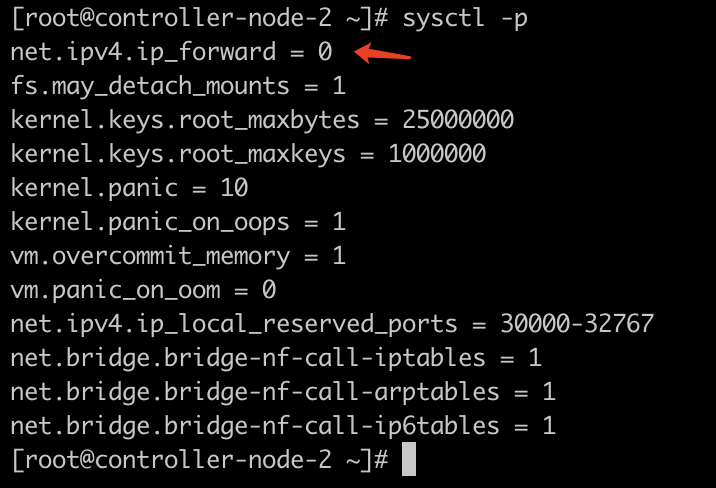 [root@controller-node-2 ~]# sysctl -p
net.ipv4.ip_forward = 0
fs.may_detach_mounts = 1
kernel.keys.root_maxbytes = 25000000
kernel.keys.root_maxkeys = 1000000
kernel.panic = 10
kernel.panic_on_oops = 1
vm.overcommit_memory = 1
vm.panic_on_oom = 0
net.ipv4.ip_local_reserved_ports = 30000-32767
net.bridge.bridge-nf-call-iptables = 1
net.bridge.bridge-nf-call-arptables = 1
net.bridge.bridge-nf-call-ip6tables = 1
[root@controller-node-2 ~]#